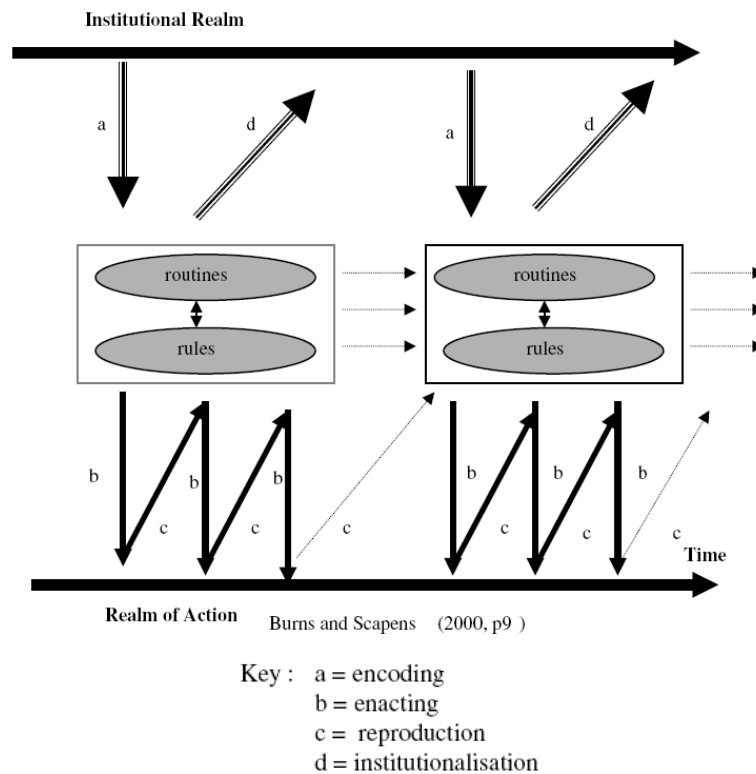 Institutional Realm
a
d
a
d
routines
routines
rules
rules
b
b
b
b
b
b
c
c
c
c
c
c
Time
Realm of Action
Burns and Scapens (2000, p9 )
Key : a = encoding
b = enacting
c = reproduction
d = institutionalisation